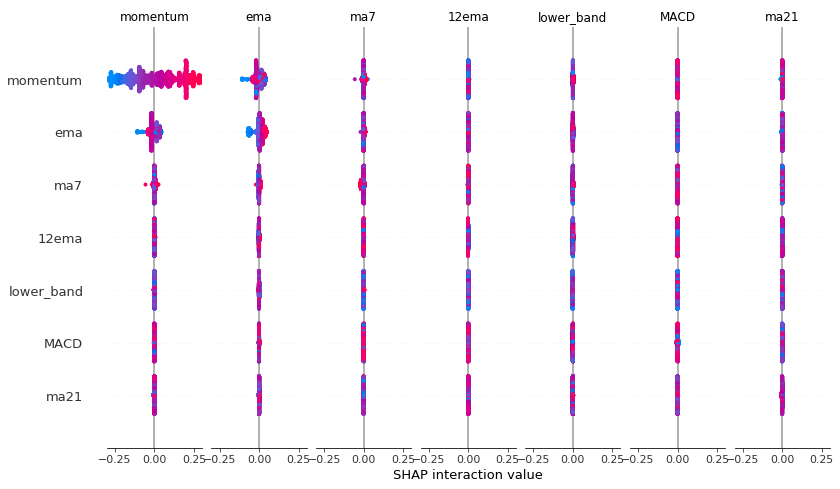 momentum ema ma7 12ema lower_band MACD ma21
momentum
ema
ma7
12ema
lower_band
MACD
ma21
−0.25 0.00 0.25 −0.25 0.00 0.25 −0.25 0.00 0.25 −0.25 0.00 0.25 −0.25 0.00 0.25 −0.25 0.00 0.25 −0.25 0.00 0.25
SHAP interaction value